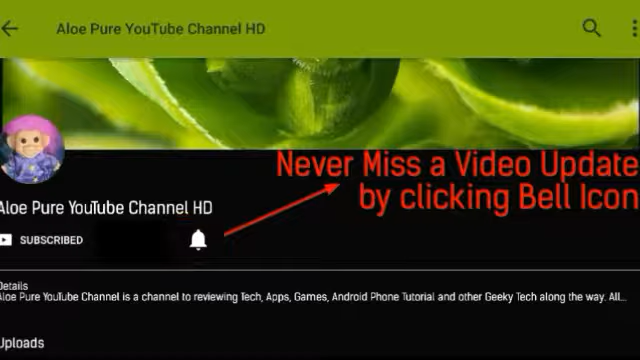 Aloe Pure YouTube Channel HD
Never Miss a Video Update
by clicking Bell Icon
Aloe Pure YouTube Channel HD
SUBSCRIBED
Details
Aloe Pure YouTube Channel is a channel to reviewing Tech, Apps, Games, Android Phone Tutorial and other Geeky Tech along the way. All...
Uploads